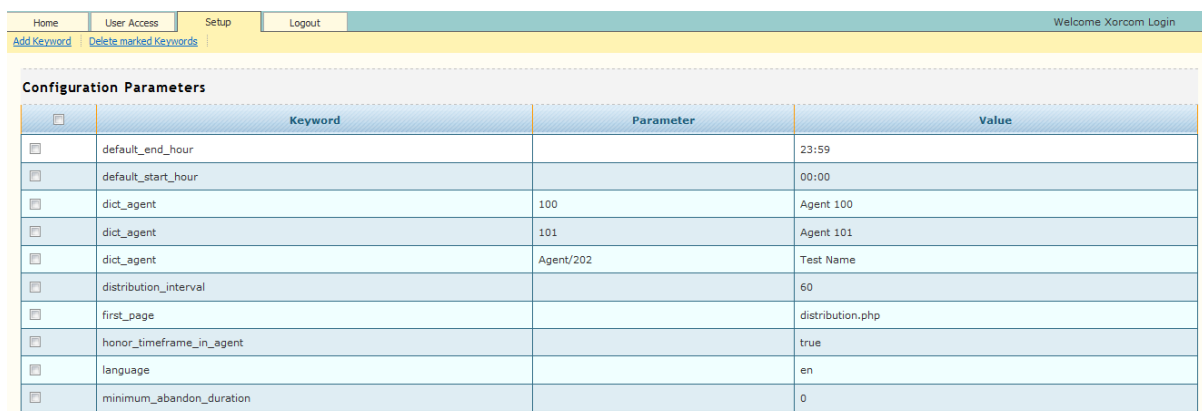 Home User Access Setup Logout Welcome Xorcom Login
Add Keyword Delete marked Keywords
Configuration Parameters
Keyword Parameter Value
default_end_hour 23:59
default_start_hour 00:00
dict_agent 100 Agent 100
dict_agent 101 Agent 101
dict_agent Agent/202 Test Name
distribution_interval 60
first_page distribution.php
honor_timeframe_in_agent true
language en
minimum_abandon_duration 0